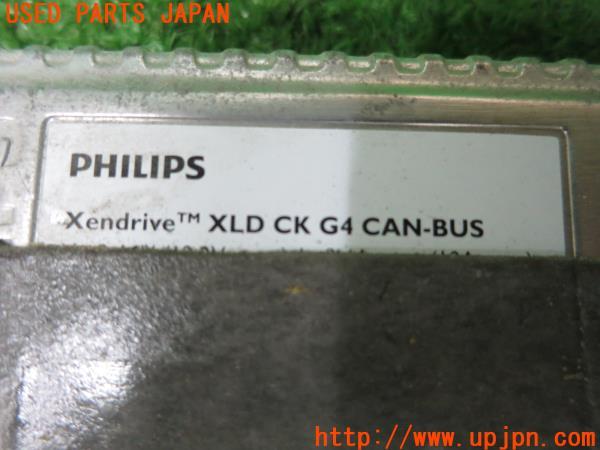 USED PARTS JAPAN
PHILIPS
Xendrive™ XLD CK G4 CAN-BUS
http://www.upjpn.com/